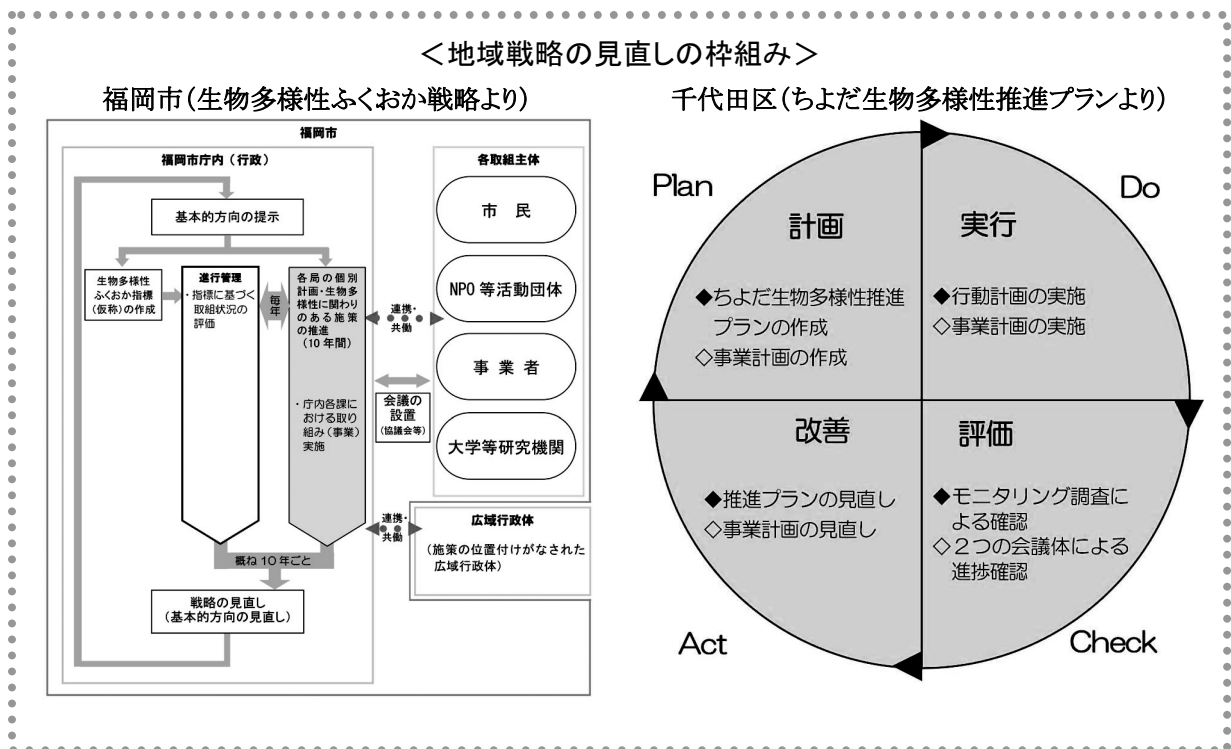 ＜地域戦略の見直しの枠組み＞
福岡市（生物多様性ふくおか戦略より）
福岡市
福岡市庁内（行政）
基本的方向の提示
生物多様性
ふくおか指標
（仮称）の作成
進行管理
・指標に基づく
取組状況の
評価
毎年
各局の個別
計画・生物多
様性に関わり
のある施策
の推進
（10年間）
・庁内各課に
おける取り
組み（事業）
実施
概ね10年ごと
戦略の見直し
（基本的方向の見直し）
連携・
共働
会議の
設置
（協議会等）
連携・
共働
各取組主体
市　民
NPO等活動団体
事　業　者
大学等研究機関
広域行政体
（施策の位置付けがなされた
広域行政体）
千代田区（ちよだ生物多様性推進プランより）
Plan
計画
◆ちよだ生物多様性推進
プランの作成
◇事業計画の作成
Do
実行
◆行動計画の実施
◇事業計画の実施
改善
◆推進プランの見直し
◇事業計画の見直し
Act
評価
◆モニタリング調査に
よる確認
◇２つの会議体による
進捗確認
Check